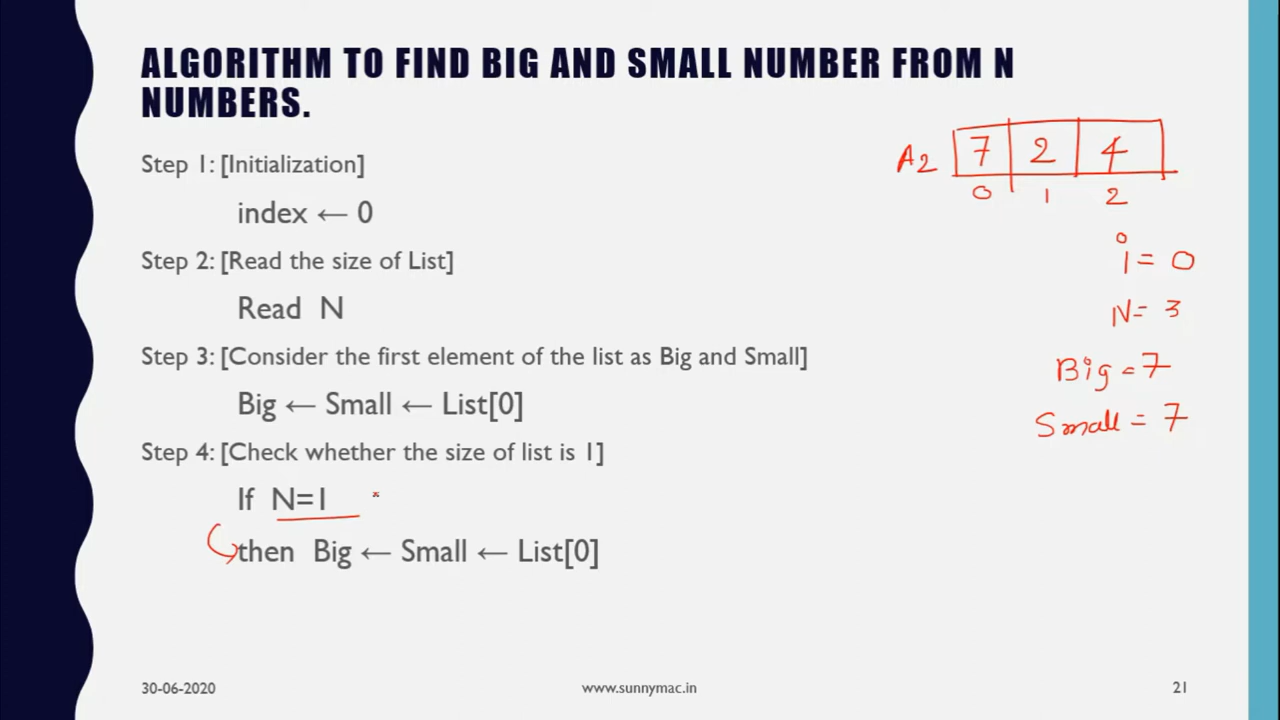 ALGORITHM TO FIND BIG AND SMALL NUMBER FROM N
NUMBERS.
Step 1: [Initialization]
index ← 0
Step 2: [Read the size of List]
Read N
Step 3: [Consider the first element of the list as Big and Small]
Big ← Small ← List[0]
Step 4: [Check whether the size of list is 1]
If N=1
then Big ← Small ← List[0]
A2 7 2 4
0 1 2
i = 0
N= 3
Big = 7
Small = 7
30-06-2020
www.sunnymac.in
21